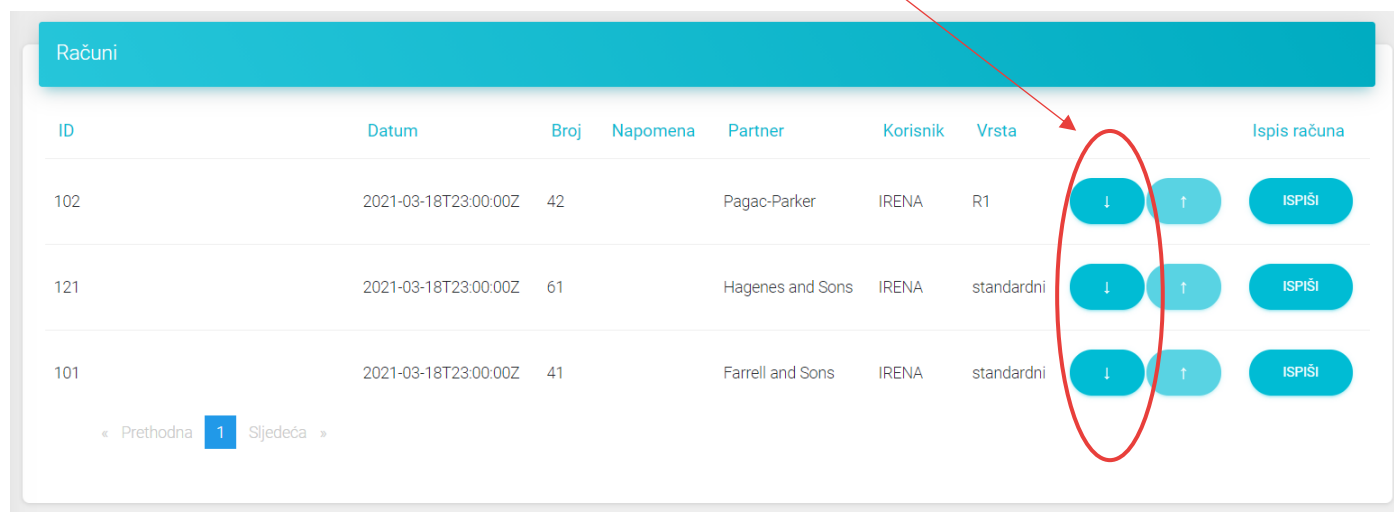 Računi
ID Datum Broj Napomena Partner Korisnik Vrsta Ispis računa
102 2021-03-18T23:00:00Z 42 Pagac-Parker IRENA R1 ↓ ↑ ISPIŠI
121 2021-03-18T23:00:00Z 61 Hagenes and Sons IRENA standardni ↓ ↑ ISPIŠI
101 2021-03-18T23:00:00Z 41 Farrell and Sons IRENA standardni ↓ ↑ ISPIŠI
« Prethodna 1 Sljedeća »